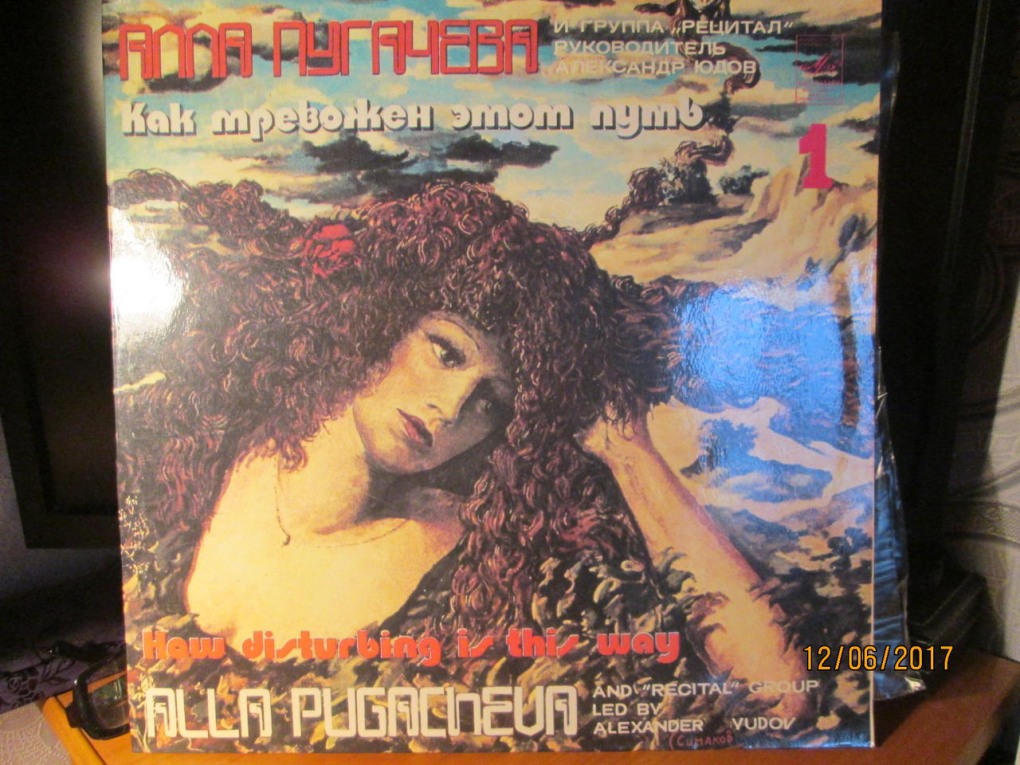 АЛЛА ПУГАЧЕВА
И ГРУППА „РЕЦИТАЛ“
РУКОВОДИТЕЛЬ
АЛЕКСАНДР ЮДОВ
Как тревожен этот путь
1
How disturbing is this way
ALLA PUGACHEVA
AND "RECITAL" GROUP
LED BY
ALEXANDER YUDOV
(Симаков
12/06/2017